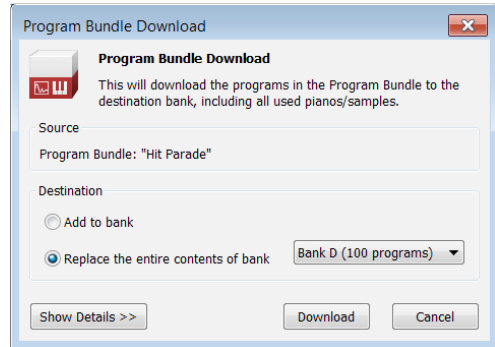 Program Bundle Download
Program Bundle Download
This will download the programs in the Program Bundle to the
destination bank, including all used pianos/samples.
Source
Program Bundle: "Hit Parade"
Destination
Add to bank
Replace the entire contents of bank Bank D (100 programs)
Show Details >> Download Cancel